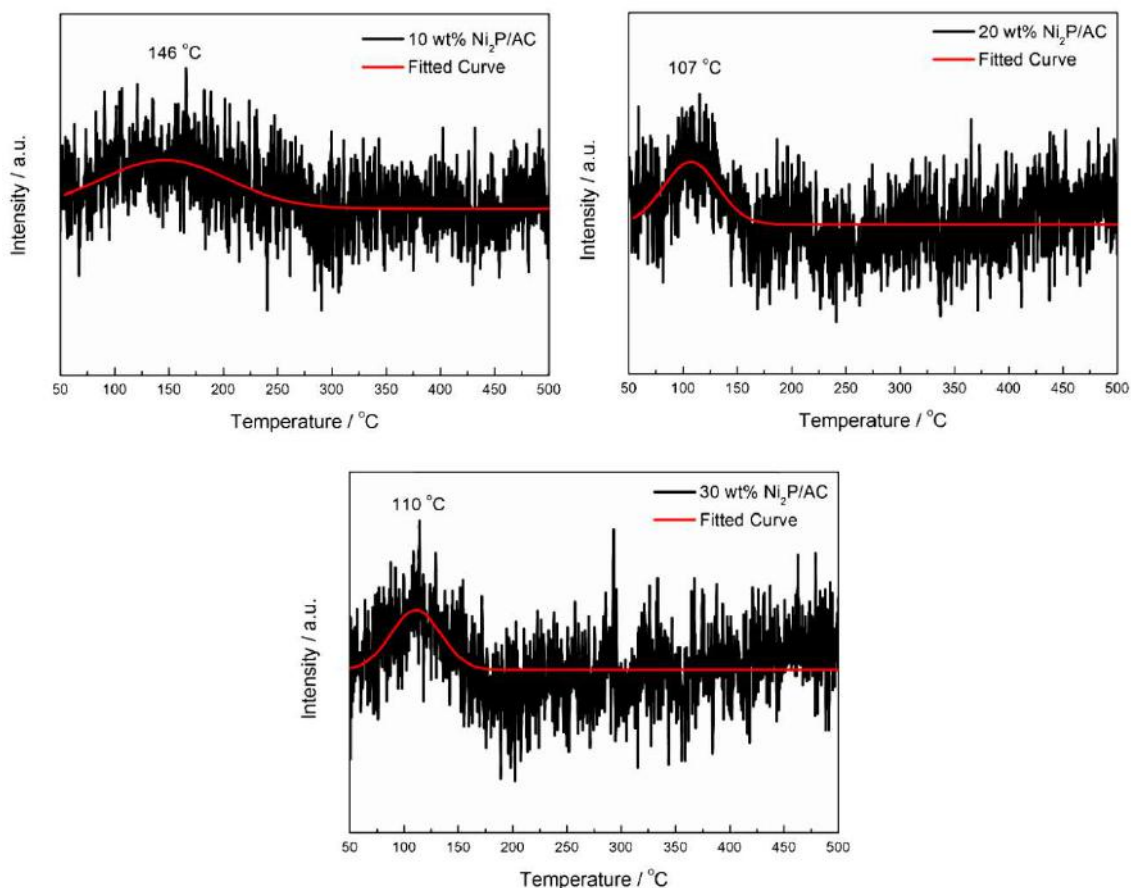 10 wt% Ni₂P/AC
146 °C
Fitted Curve
Intensity / a.u.
50 100 150 200 250 300 350 400 450 500
Temperature / °C
20 wt% Ni₂P/AC
107 °C
Fitted Curve
Intensity / a.u.
50 100 150 200 250 300 350 400 450 500
Temperature / °C
30 wt% Ni₂P/AC
110 °C
Fitted Curve
Intensity / a.u.
50 100 150 200 250 300 350 400 450 500
Temperature / °C